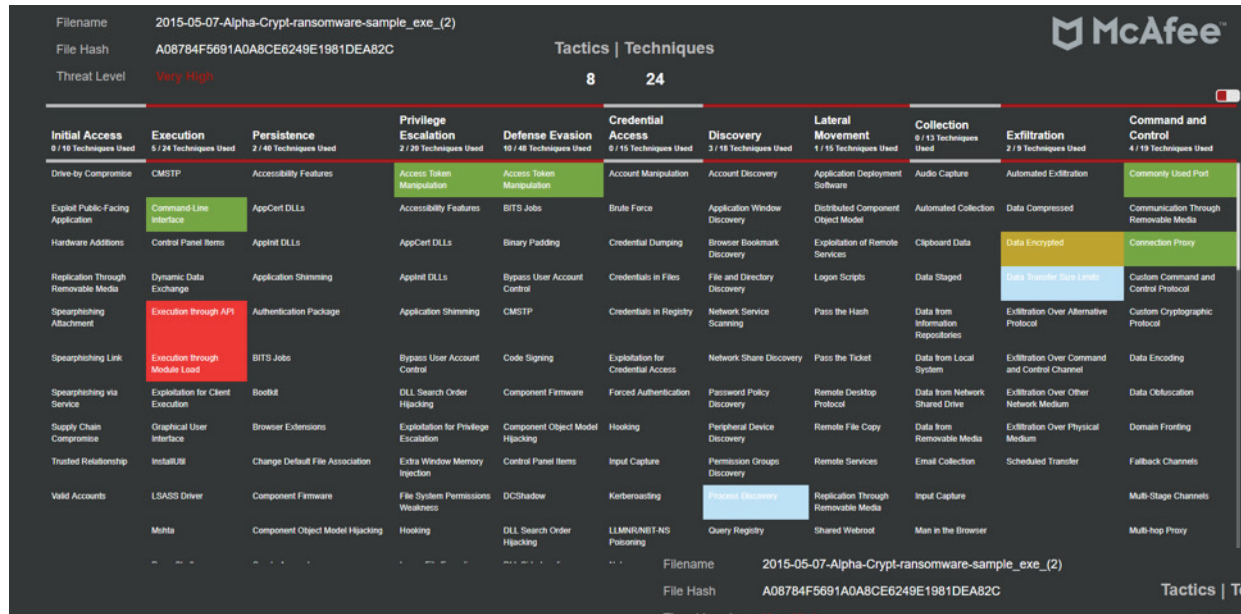 Filename 2015-05-07-Alpha-Crypt-ransomware-sample_exe_(2)
McAfee™
File Hash A08784F5691A0A8CE6249E1981DEA82C
Tactics | Techniques
Threat Level Very High
8 24
Initial Access
0 / 10 Techniques Used
Execution
5 / 24 Techniques Used
Persistence
2 / 40 Techniques Used
Privilege
Escalation
2 / 20 Techniques Used
Defense Evasion
10 / 48 Techniques Used
Credential
Access
0 / 15 Techniques Used
Discovery
3 / 18 Techniques Used
Lateral
Movement
1 / 15 Techniques Used
Collection
0 / 13 Techniques
Used
Exfiltration
2 / 9 Techniques Used
Command and
Control
4 / 19 Techniques Used
Drive-by Compromise
CMSTP
Accessibility Features
Access Token
Manipulation
Access Token
Manipulation
Account Manipulation
Account Discovery
Application Deployment
Software
Audio Capture
Automated Exfiltration
Commonly Used Port
Exploit Public-Facing
Application
Command-Line
Interface
AppCert DLLs
Accessibility Features
BITS Jobs
Brute Force
Application Window
Discovery
Distributed Component
Object Model
Automated Collection
Data Compressed
Communication Through
Removable Media
Hardware Additions
Control Panel Items
AppInit DLLs
AppCert DLLs
Binary Padding
Credential Dumping
Browser Bookmark
Discovery
Exploitation of Remote
Services
Clipboard Data
Data Encrypted
Connection Proxy
Replication Through
Removable Media
Dynamic Data
Exchange
Application Shimming
AppInit DLLs
Bypass User Account
Control
Credentials in Files
File and Directory
Discovery
Logon Scripts
Data Staged
Data Transfer Size Limits
Custom Command and
Control Protocol
Spearphishing
Attachment
Execution through API
Authentication Package
Application Shimming
CMSTP
Credentials in Registry
Network Service
Scanning
Pass the Hash
Data from
Information
Repositories
Exfiltration Over Alternative
Protocol
Custom Cryptographic
Protocol
Spearphishing Link
Execution through
Module Load
BITS Jobs
Bypass User Account
Control
Code Signing
Exploitation for
Credential Access
Network Share Discovery
Pass the Ticket
Data from Local
System
Exfiltration Over Command
and Control Channel
Data Encoding
Spearphishing via
Service
Exploitation for Client
Execution
Bootkit
DLL Search Order
Hijacking
Component Firmware
Forced Authentication
Password Policy
Discovery
Remote Desktop
Protocol
Data from Network
Shared Drive
Exfiltration Over Other
Network Medium
Data Obfuscation
Supply Chain
Compromise
Graphical User
Interface
Browser Extensions
Exploitation for Privilege
Escalation
Component Object Model
Hijacking
Hooking
Peripheral Device
Discovery
Remote File Copy
Data from
Removable Media
Exfiltration Over Physical
Medium
Domain Fronting
Trusted Relationship
InstallUtil
Change Default File Association
Extra Window Memory
Injection
Control Panel Items
Input Capture
Permission Groups
Discovery
Remote Services
Email Collection
Scheduled Transfer
Fallback Channels
Valid Accounts
LSASS Driver
Component Firmware
File System Permissions
Weakness
DCShadow
Kerberoasting
Process Discovery
Replication Through
Removable Media
Input Capture
Multi-Stage Channels
Mshta
Component Object Model Hijacking
Hooking
DLL Search Order
Hijacking
LLMNR/NBT-NS
Poisoning
Query Registry
Shared Webroot
Man in the Browser
Multi-hop Proxy
Filename 2015-05-07-Alpha-Crypt-ransomware-sample_exe_(2)
File Hash A08784F5691A0A8CE6249E1981DEA82C
Tactics |